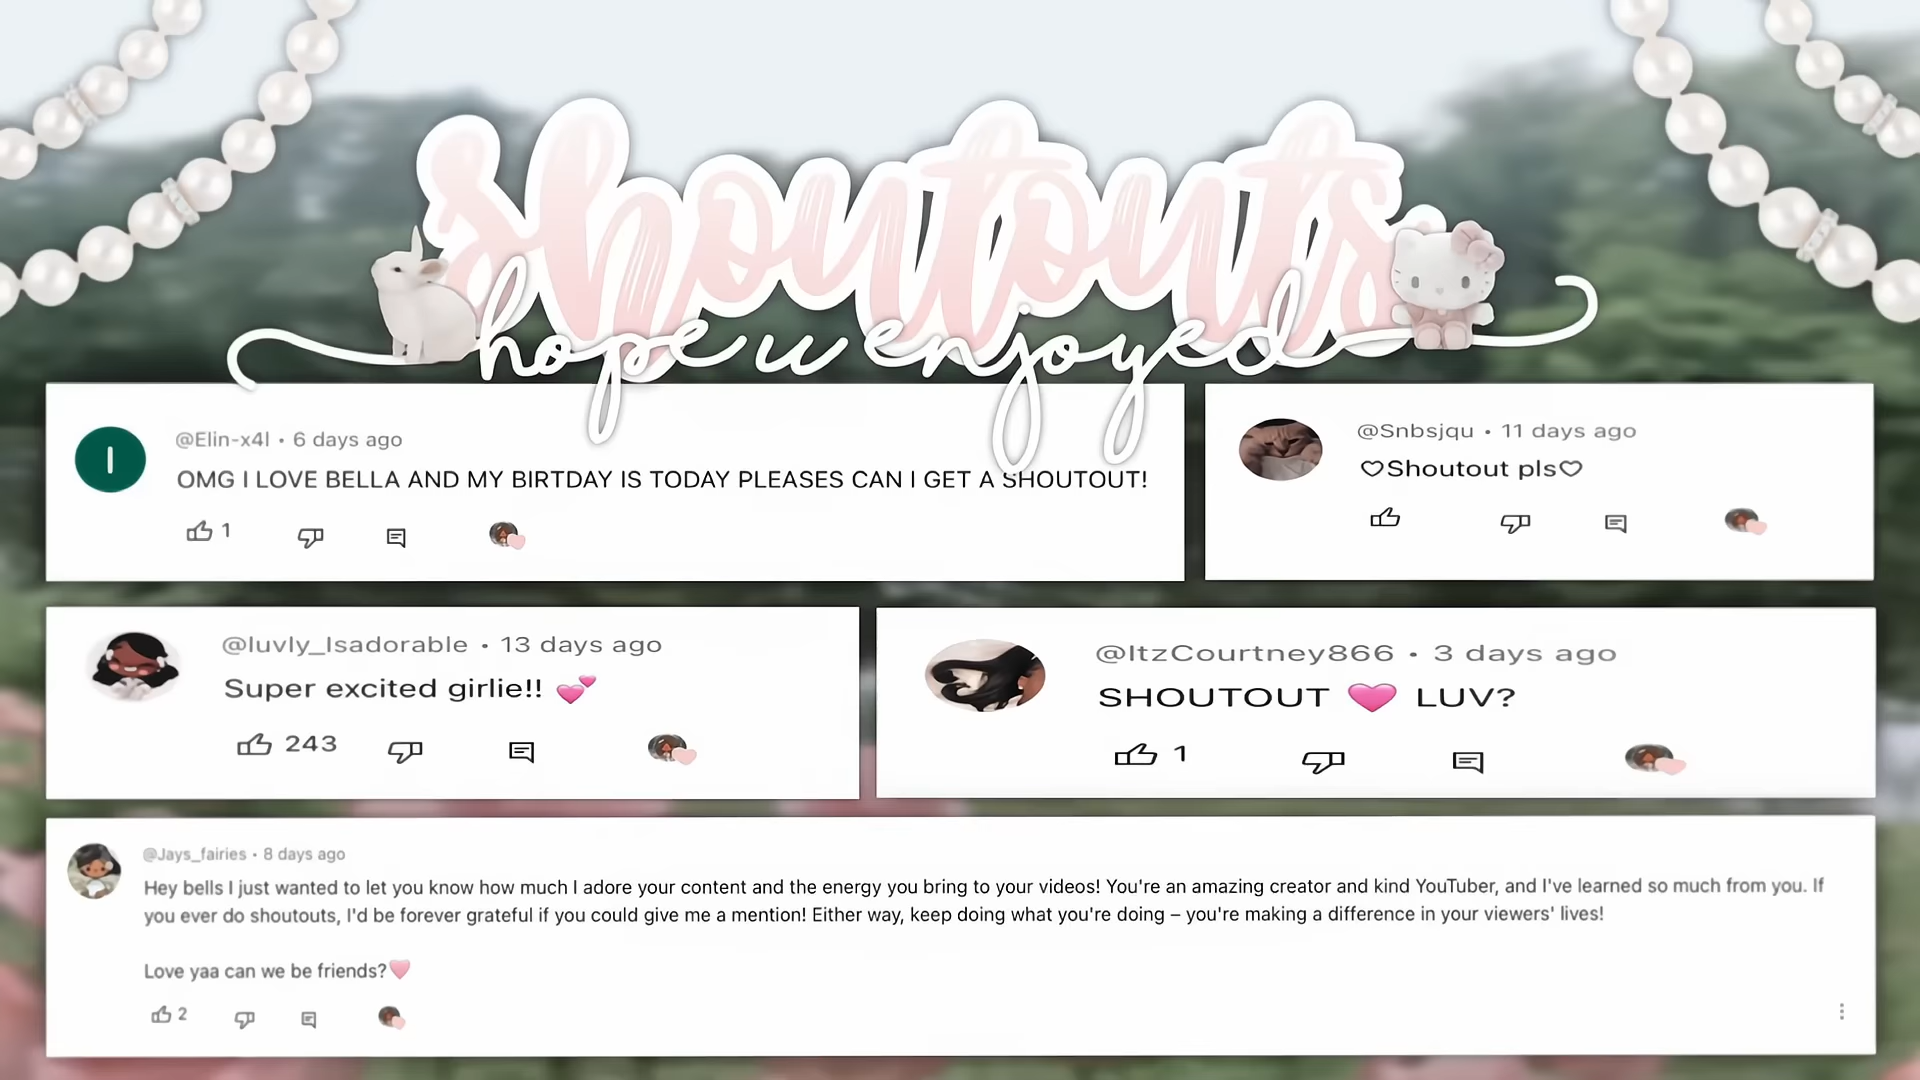 shoutouts
hope u enjoyed
I
@Elin-x4l • 6 days ago
OMG I LOVE BELLA AND MY BIRTDAY IS TODAY PLEASES CAN I GET A SHOUTOUT!
1
@Snbsjqu • 11 days ago
♡Shoutout pls♡
@luvly_Isadorable • 13 days ago
Super excited girlie!! 💕
243
@ItzCourtney866 • 3 days ago
SHOUTOUT 🩷 LUV?
1
@Jays_fairies • 8 days ago
Hey bells I just wanted to let you know how much I adore your content and the energy you bring to your videos! You're an amazing creator and kind YouTuber, and I've learned so much from you. If
you ever do shoutouts, I'd be forever grateful if you could give me a mention! Either way, keep doing what you're doing – you're making a difference in your viewers' lives!
Love yaa can we be friends?🩷
2